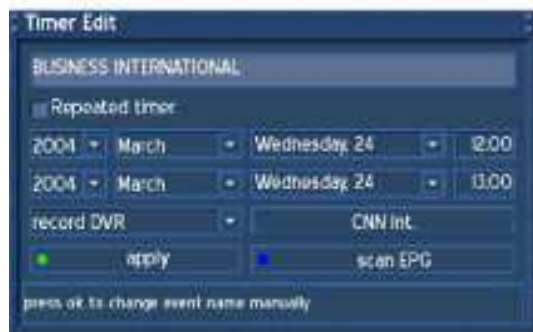 Timer Edit
BUSINESS INTERNATIONAL
Repeated timer
2004 March Wednesday, 24 12.00
2004 March Wednesday, 24 13.00
record DVR CNN Int.
apply scan EPG
press ok to change event name manually